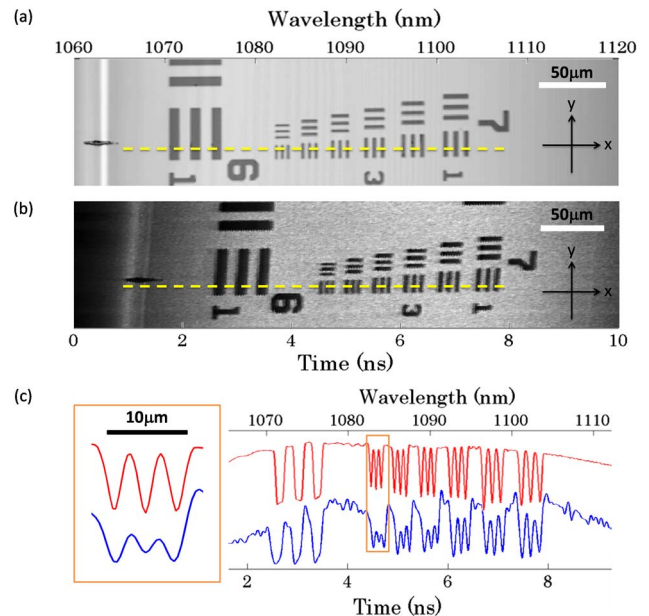 (a)
Wavelength (nm)
1060 1070 1080 1090 1100 1110 1120
50μm
y
x
7
1 6 3 1
(b)
50μm
y
x
7
1 6 3 1
0 2 4 6 8 10
Time (ns)
(c)
Wavelength (nm)
10μm
1070 1080 1090 1100 1110
2 4 6 8
Time (ns)